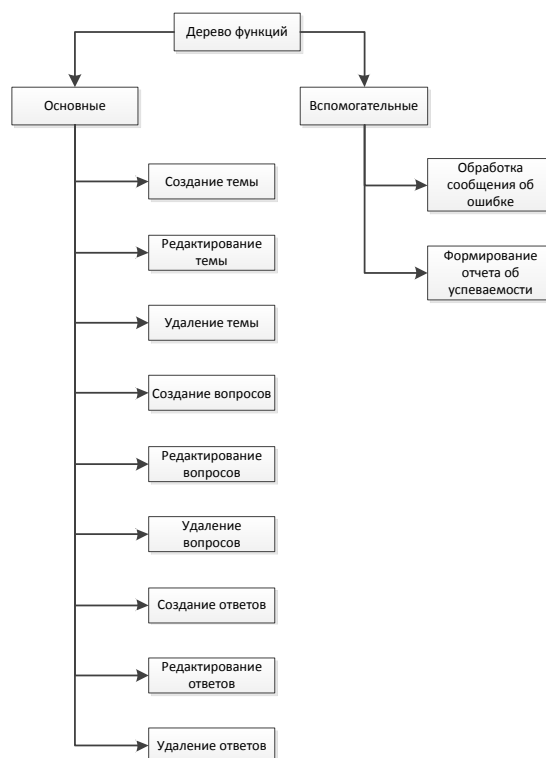 Дерево функций
Основные
Вспомогательные
Создание темы
Редактирование
темы
Удаление темы
Создание вопросов
Редактирование
вопросов
Удаление
вопросов
Создание ответов
Редактирование
ответов
Удаление ответов
Обработка
сообщения об
ошибке
Формирование
отчета об
успеваемости